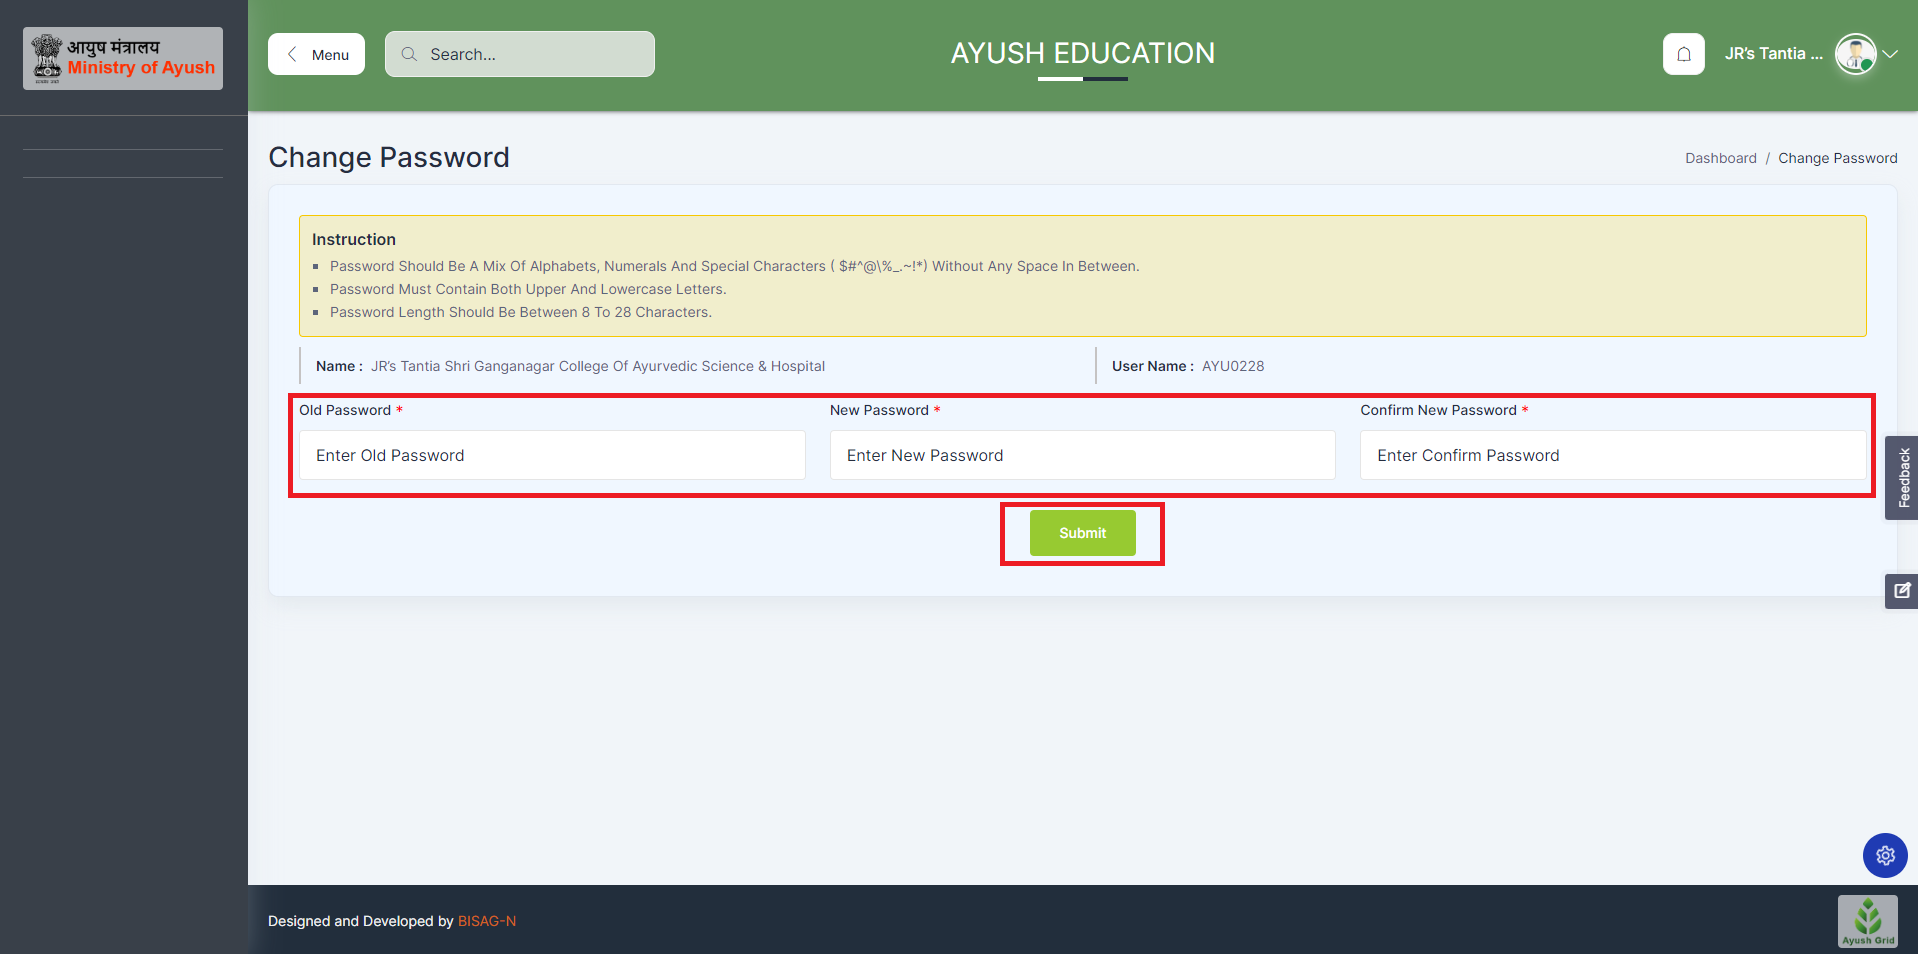 आयुष मंत्रालय
Ministry of Ayush
Menu
Search...
AYUSH EDUCATION
JR's Tantia ...
Change Password
Dashboard / Change Password
Instruction
Password Should Be A Mix Of Alphabets, Numerals And Special Characters ( $#^@\%_.~!*) Without Any Space In Between.
Password Must Contain Both Upper And Lowercase Letters.
Password Length Should Be Between 8 To 28 Characters.
Name : JR's Tantia Shri Ganganagar College Of Ayurvedic Science & Hospital
User Name : AYU0228
Old Password *
New Password *
Confirm New Password *
Enter Old Password
Enter New Password
Enter Confirm Password
Feedback
Submit
Designed and Developed by BISAG-N
Ayush Grid